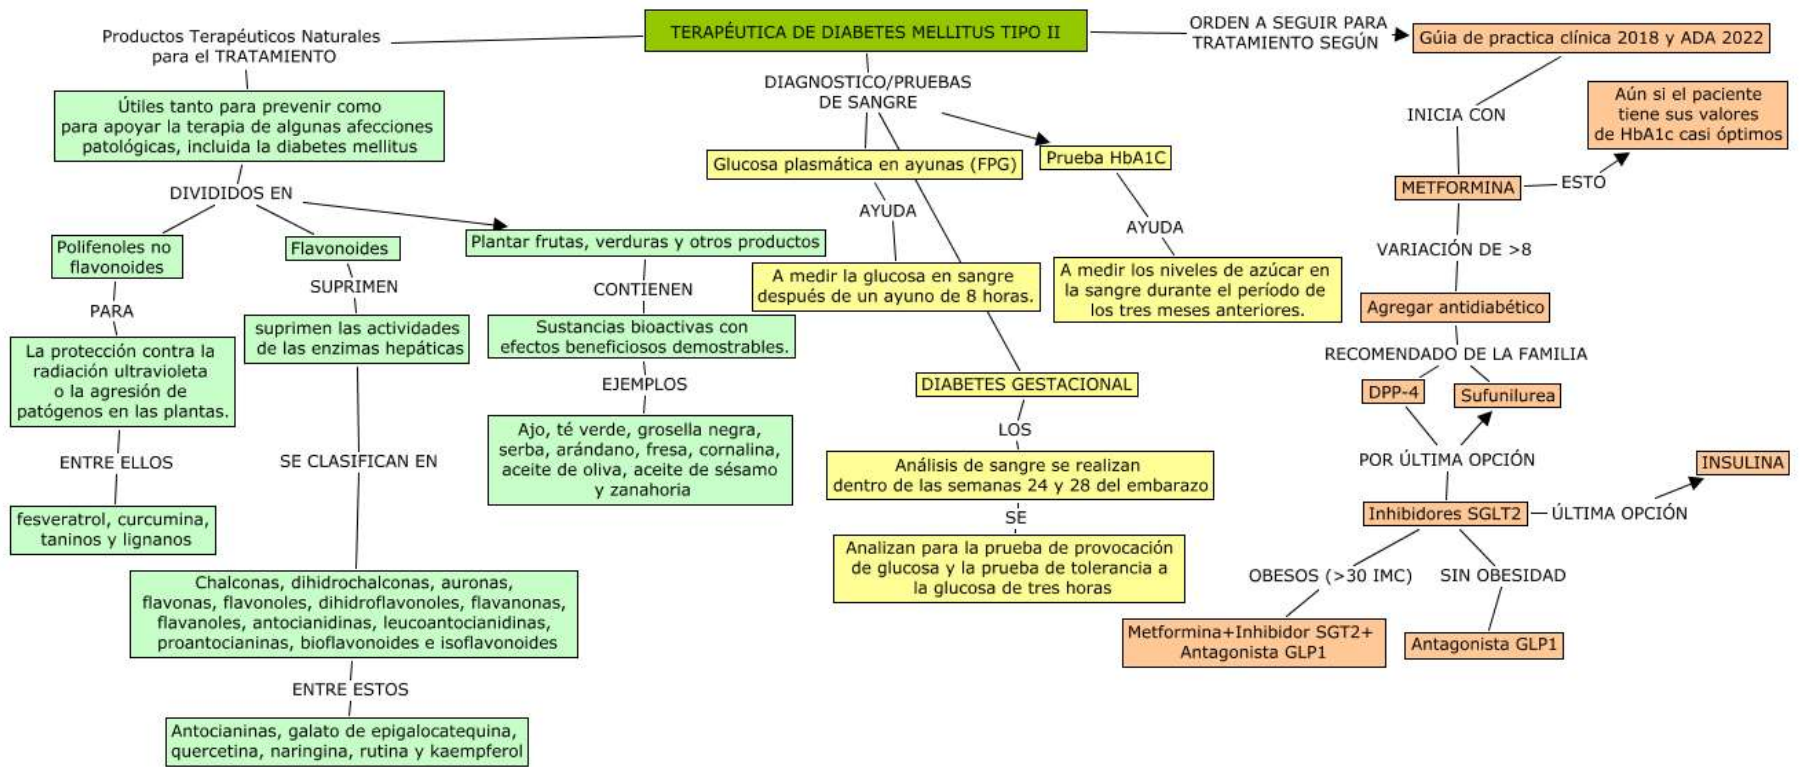 TERAPÉUTICA DE DIABETES MELLITUS TIPO II
Productos Terapéuticos Naturales
para el TRATAMIENTO
Útiles tanto para prevenir como
para apoyar la terapia de algunas afecciones
patológicas, incluida la diabetes mellitus
DIVIDIDOS EN
Polifenoles no
flavonoides
PARA
La protección contra la
radiación ultravioleta
o la agresión de
patógenos en las plantas.
ENTRE ELLOS
fesveratrol, curcumina,
taninos y lignanos
Flavonoides
SUPRIMEN
suprimen las actividades
de las enzimas hepáticas
SE CLASIFICAN EN
Chalconas, dihidrochalconas, auronas,
flavonas, flavonoles, dihidroflavonoles, flavanonas,
flavanoles, antocianidinas, leucoantocianidinas,
proantocianinas, bioflavonoides e isoflavonoides
ENTRE ESTOS
Antocianinas, galato de epigalocatequina,
quercetina, naringina, rutina y kaempferol
Plantar frutas, verduras y otros productos
CONTIENEN
Sustancias bioactivas con
efectos beneficiosos demostrables.
EJEMPLOS
Ajo, té verde, grosella negra,
serba, arándano, fresa, cornalina,
aceite de oliva, aceite de sésamo
y zanahoria
DIAGNOSTICO/PRUEBAS
DE SANGRE
Glucosa plasmática en ayunas (FPG)
AYUDA
A medir la glucosa en sangre
después de un ayuno de 8 horas.
Prueba HbA1C
AYUDA
A medir los niveles de azúcar en
la sangre durante el período de
los tres meses anteriores.
DIABETES GESTACIONAL
LOS
Análisis de sangre se realizan
dentro de las semanas 24 y 28 del embarazo
SE
Analizan para la prueba de provocación
de glucosa y la prueba de tolerancia a
la glucosa de tres horas
ORDEN A SEGUIR PARA
TRATAMIENTO SEGÚN
Gúia de practica clínica 2018 y ADA 2022
INICIA CON
METFORMINA
ESTO
Aún si el paciente
tiene sus valores
de HbA1c casi óptimos
VARIACIÓN DE >8
Agregar antidiabético
RECOMENDADO DE LA FAMILIA
DPP-4
Sufunilurea
POR ÚLTIMA OPCIÓN
Inhibidores SGLT2
ÚLTIMA OPCIÓN
INSULINA
OBESOS (>30 IMC)
Metformina+Inhibidor SGT2+
Antagonista GLP1
SIN OBESIDAD
Antagonista GLP1